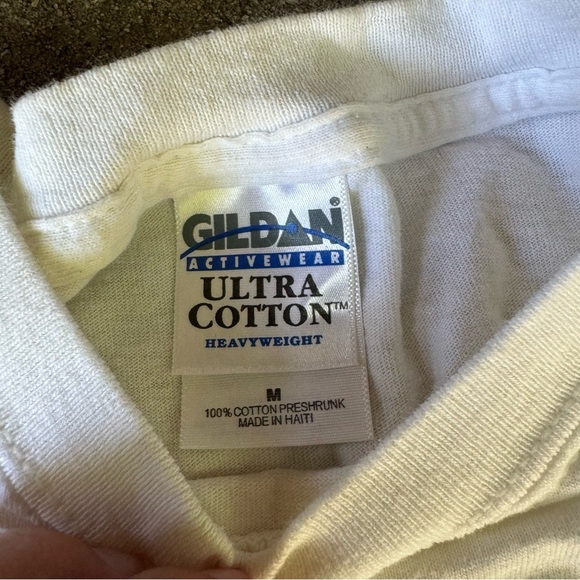 GILDAN®
ACTIVEWEAR
ULTRA
COTTON™
HEAVYWEIGHT
M
100% COTTON PRESHRUNK
MADE IN HAITI